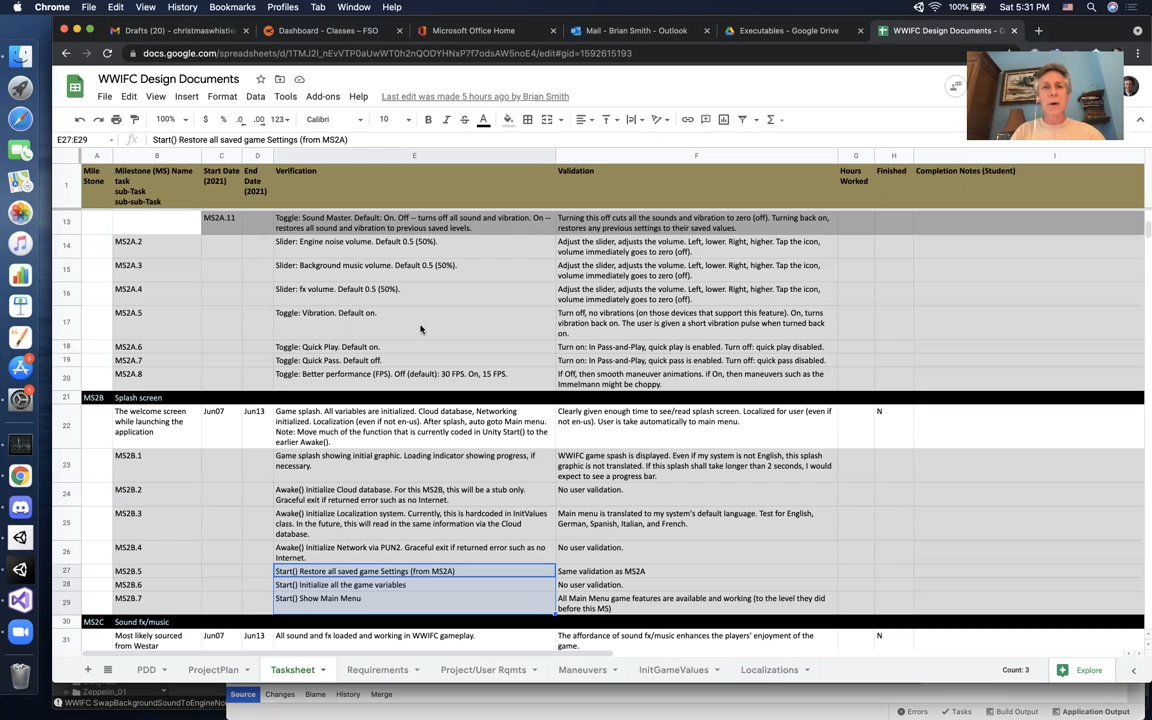 Chrome File Edit View History Bookmarks Profiles Tab Window Help 100% Sat 5:31 PM
Drafts (20) - christmaswhistle Dashboard - Classes – FSO Microsoft Office Home Mail - Brian Smith - Outlook Executables - Google Drive WWIFC Design Documents - G
docs.google.com/spreadsheets/d/1TMJ2l_nEvVTP0aUwWT0h2nQODYHNxP7f7odsAW5noE4/edit#gid=1592615193
WWIFC Design Documents
File Edit View Insert Format Data Tools Add-ons Help Last edit was made 5 hours ago by Brian Smith
100% $ % .0 .00 123 Calibri 10 B I S A
E27:E29 fx Start() Restore all saved game Settings (from MS2A)
A B C D E F G H I
1
Mile
Stone
Milestone (MS) Name
task
sub-Task
sub-sub-Task
Start Date
(2021)
End
Date
(2021)
Verification
Validation
Hours
Worked
Finished
Completion Notes (Student)
13
MS2A.11
Toggle: Sound Master. Default: On. Off -- turns off all sound and vibration. On --
restores all sound and vibration to previous saved levels.
Turning this off cuts all the sounds and vibration to zero (off). Turning back on,
restores any previous settings to their saved values.
14
MS2A.2
Slider: Engine noise volume. Default 0.5 (50%).
Adjust the slider, adjusts the volume. Left, lower. Right, higher. Tap the icon,
volume immediately goes to zero (off).
15
MS2A.3
Slider: Background music volume. Default 0.5 (50%).
Adjust the slider, adjusts the volume. Left, lower. Right, higher. Tap the icon,
volume immediately goes to zero (off).
16
MS2A.4
Slider: fx volume. Default 0.5 (50%).
Adjust the slider, adjusts the volume. Left, lower. Right, higher. Tap the icon,
volume immediately goes to zero (off).
17
MS2A.5
Toggle: Vibration. Default on.
Turn off, no vibrations (on those devices that support this feature). On, turns
vibration back on. The user is given a short vibration pulse when turned back
on.
18
MS2A.6
Toggle: Quick Play. Default on.
Turn on: In Pass-and-Play, quick play is enabled. Turn off: quick play disabled.
19
MS2A.7
Toggle: Quick Pass. Default off.
Turn on: In Pass-and-Play, quick pass is enabled. Turn off: quick pass disabled.
20
MS2A.8
Toggle: Better performance (FPS). Off (default): 30 FPS. On, 15 FPS.
If Off, then smooth maneuver animations. if On, then maneuvers such as the
Immelmann might be choppy.
21
MS2B
Splash screen
22
The welcome screen
while launching the
application
Jun07
Jun13
Game splash. All variables are initialized. Cloud database, Networking
initialized. Localization (even if not en-us). After splash, auto goto Main menu.
Note: Move much of the function that is currently coded in Unity Start() to the
earlier Awake().
Clearly given enough time to see/read splash screen. Localized for user (even if
not en-us). User is take automatically to main menu.
N
23
MS2B.1
Game splash showing initial graphic. Loading indicator showing progress, if
necessary.
WWIFC game spash is displayed. Even if my system is not English, this splash
graphic is not translated. If this splash shall take longer than 2 seconds, I would
expect to see a progress bar.
24
MS2B.2
Awake() Initialize Cloud database. For this MS2B, this will be a stub only.
Graceful exit if returned error such as no Internet.
No user validation.
25
MS2B.3
Awake() Initialize Localization system. Currently, this is hardcoded in InitValues
class. In the future, this will read in the same information via the Cloud
database.
Main menu is translated to my system's default language. Test for English,
German, Spanish, Italian, and French.
26
MS2B.4
Awake() Initialize Network via PUN2. Graceful exit if returned error such as no
Internet.
No user validation.
27
MS2B.5
Start() Restore all saved game Settings (from MS2A)
Same validation as MS2A
28
MS2B.6
Start() Initialize all the game variables
No user validation.
29
MS2B.7
Start() Show Main Menu
All Main Menu game features are available and working (to the level they did
before this MS)
30
MS2C
Sound fx/music
31
Most likely sourced
from Westar
Jun07
Jun13
All sound and fx loaded and working in WWIFC gameplay.
The affordance of sound fx/music enhances the players' enjoyment of the
game.
N
PDD ProjectPlan Tasksheet Requirements Project/User Rqmts Maneuvers InitGameValues Localizations Count: 3 Explore
Zeppelin_01
Source Changes Blame History Merge
WWIFC SwapBackgroundSoundToEngineNo
Errors Tasks Build Output Application Output